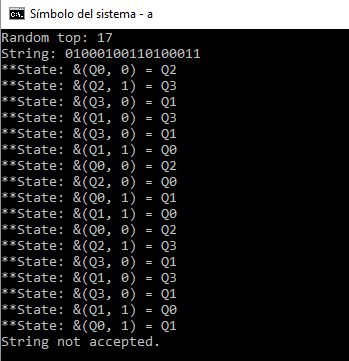 Símbolo del sistema - a
Random top: 17
String: 01000100110100011
**State: &(Q0, 0) = Q2
**State: &(Q2, 1) = Q3
**State: &(Q3, 0) = Q1
**State: &(Q1, 0) = Q3
**State: &(Q3, 0) = Q1
**State: &(Q1, 1) = Q0
**State: &(Q0, 0) = Q2
**State: &(Q2, 0) = Q0
**State: &(Q0, 1) = Q1
**State: &(Q1, 1) = Q0
**State: &(Q0, 0) = Q2
**State: &(Q2, 1) = Q3
**State: &(Q3, 0) = Q1
**State: &(Q1, 0) = Q3
**State: &(Q3, 0) = Q1
**State: &(Q1, 1) = Q0
**State: &(Q0, 1) = Q1
String not accepted.